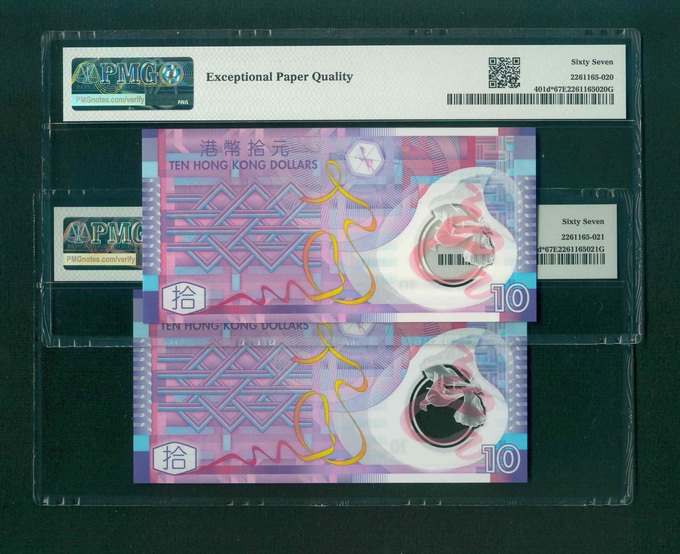 PMG
PMGnotes.com/verify
Exceptional Paper Quality
Sixty Seven
2261165-020
401d*67E2261165020G
港幣拾元
TEN HONG KONG DOLLARS
拾
10
PMG
PMGnotes.com/verify
Sixty Seven
2261165-021
d*67E2261165021G
TEN HONG KONG DOLLARS
拾
10